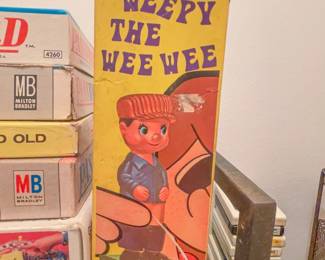 WEEPY
THE
WEE WEE
D
T.M.
4260
MB
MILTON
BRADLEY
D OLD
MB
MILTON
BRADLEY